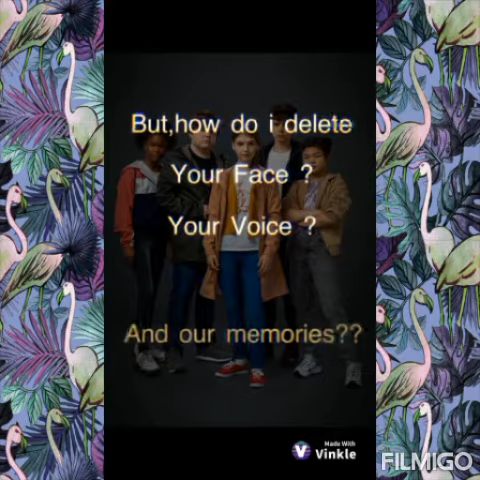 But,how do i delete
Your Face ?
Your Voice ?
And our memories??
Made With
Vinkle
FILMIGO